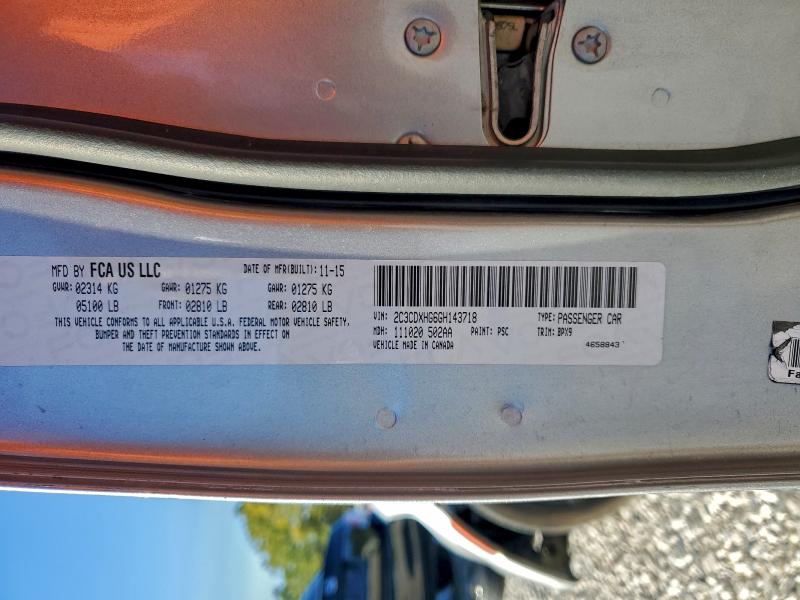 MFD BY FCA US LLC DATE OF MFR(BUILT): 11-15
GVWR: 02314 KG GAWR: 01275 KG GAWR: 01275 KG
05100 LB FRONT: 02810 LB REAR: 02810 LB
THIS VEHICLE CONFORMS TO ALL APPLICABLE U.S.A. FEDERAL MOTOR VEHICLE SAFETY,
BUMPER AND THEFT PREVENTION STANDARDS IN EFFECT ON
THE DATE OF MANUFACTURE SHOWN ABOVE.
VIN: 2C3CDXHG6GH143718 TYPE: PASSENGER CAR
MDH: 111020 502AA PAINT: PSC TRIM: BPX9
VEHICLE MADE IN CANADA 4658843
Fa